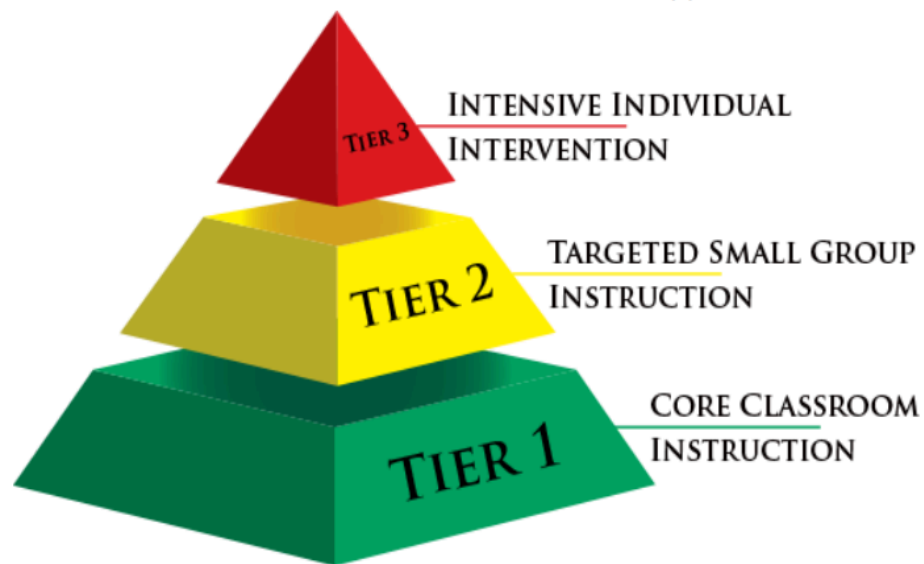 Tier 3
Intensive Individual
Intervention
Tier 2
Targeted Small Group
Instruction
Tier 1
Core Classroom
Instruction